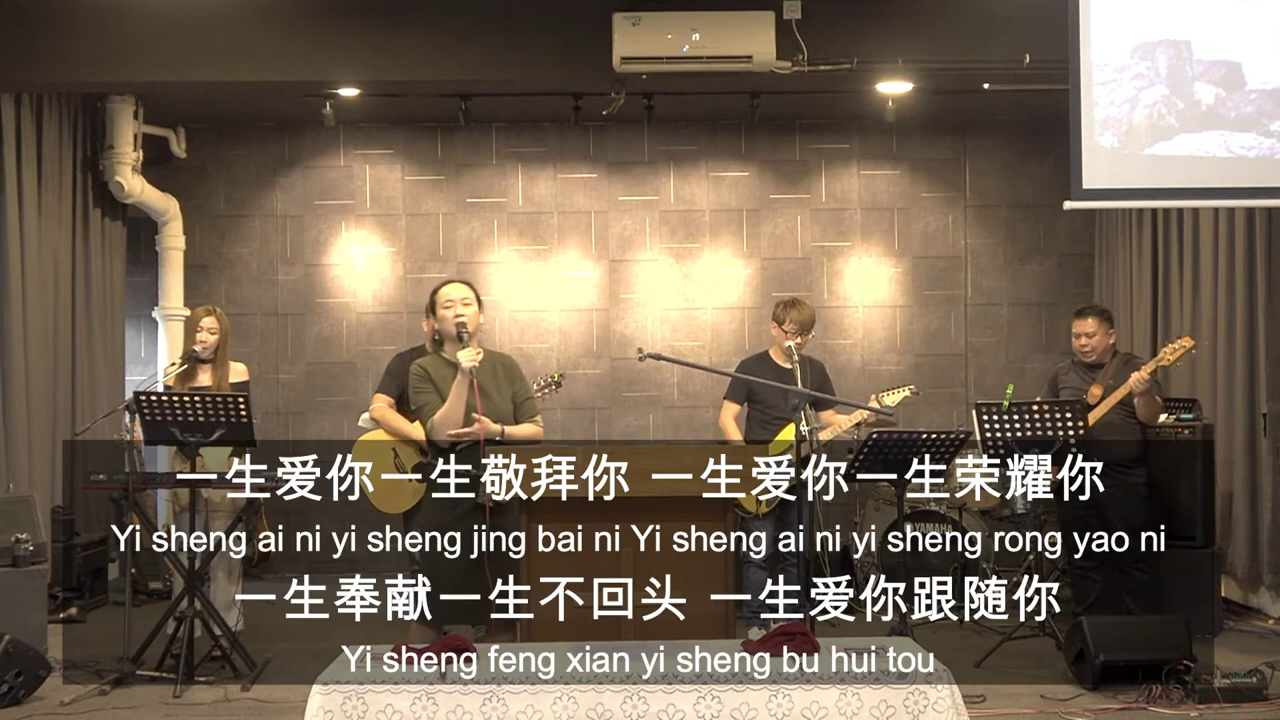 一生爱你一生敬拜你 一生爱你一生荣耀你
Yi sheng ai ni yi sheng jing bai ni Yi sheng ai ni yi sheng rong yao ni
一生奉献一生不回头 一生爱你跟随你
Yi sheng feng xian yi sheng bu hui tou
YAMAHA